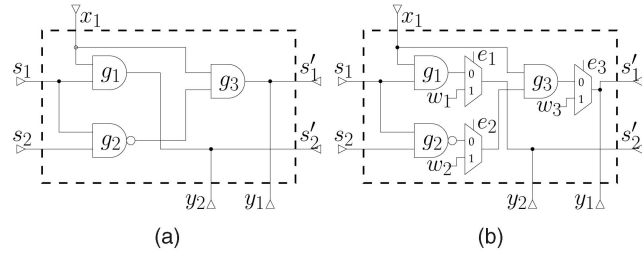 x₁ x₁
s₁ g₁ g₃ s′₁ s₁ g₁ e₁ 0 1 w₁ g₃ e₃ 0 1 w₃ s′₁
s₂ g₂ s′₂ s₂ g₂ e₂ 0 1 w₂ s′₂
y₂ y₁ y₂ y₁
(a) (b)